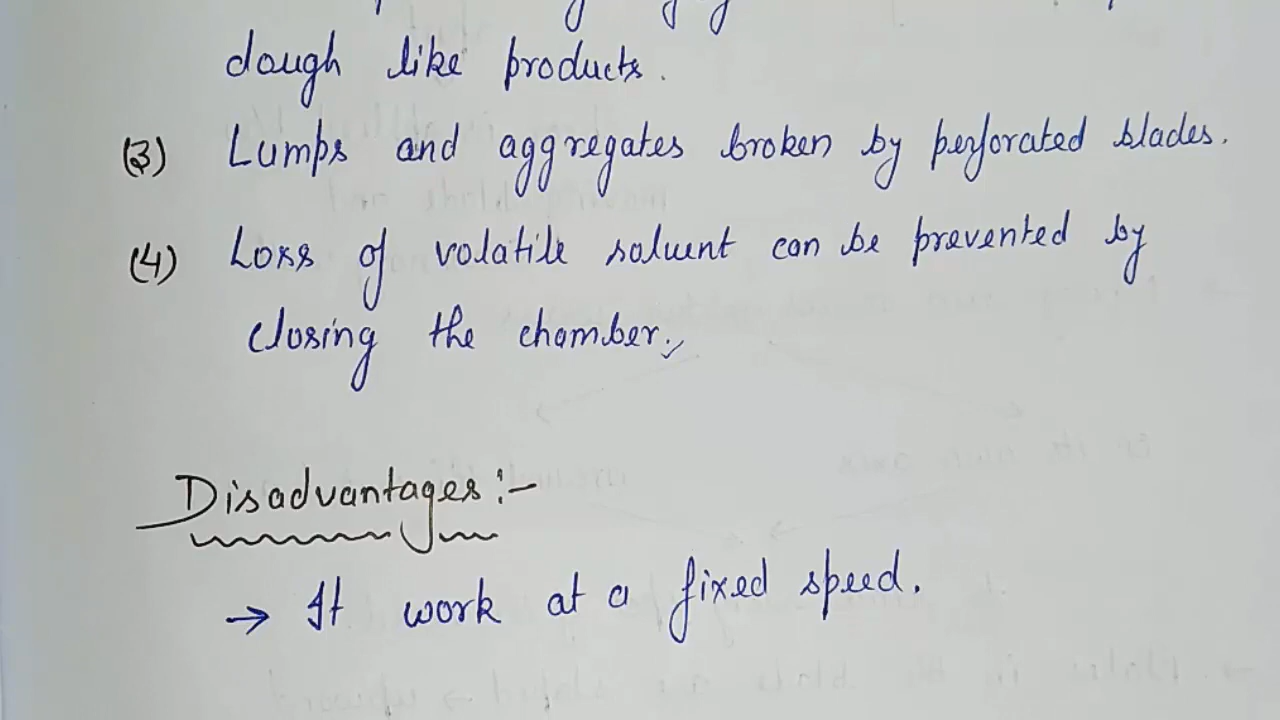 dough like products.
(3) Lumps and aggregates broken by perforated blades.
(4) Loss of volatile solvent can be prevented by
closing the chamber.
Disadvantages :-
→ It work at a fixed speed.